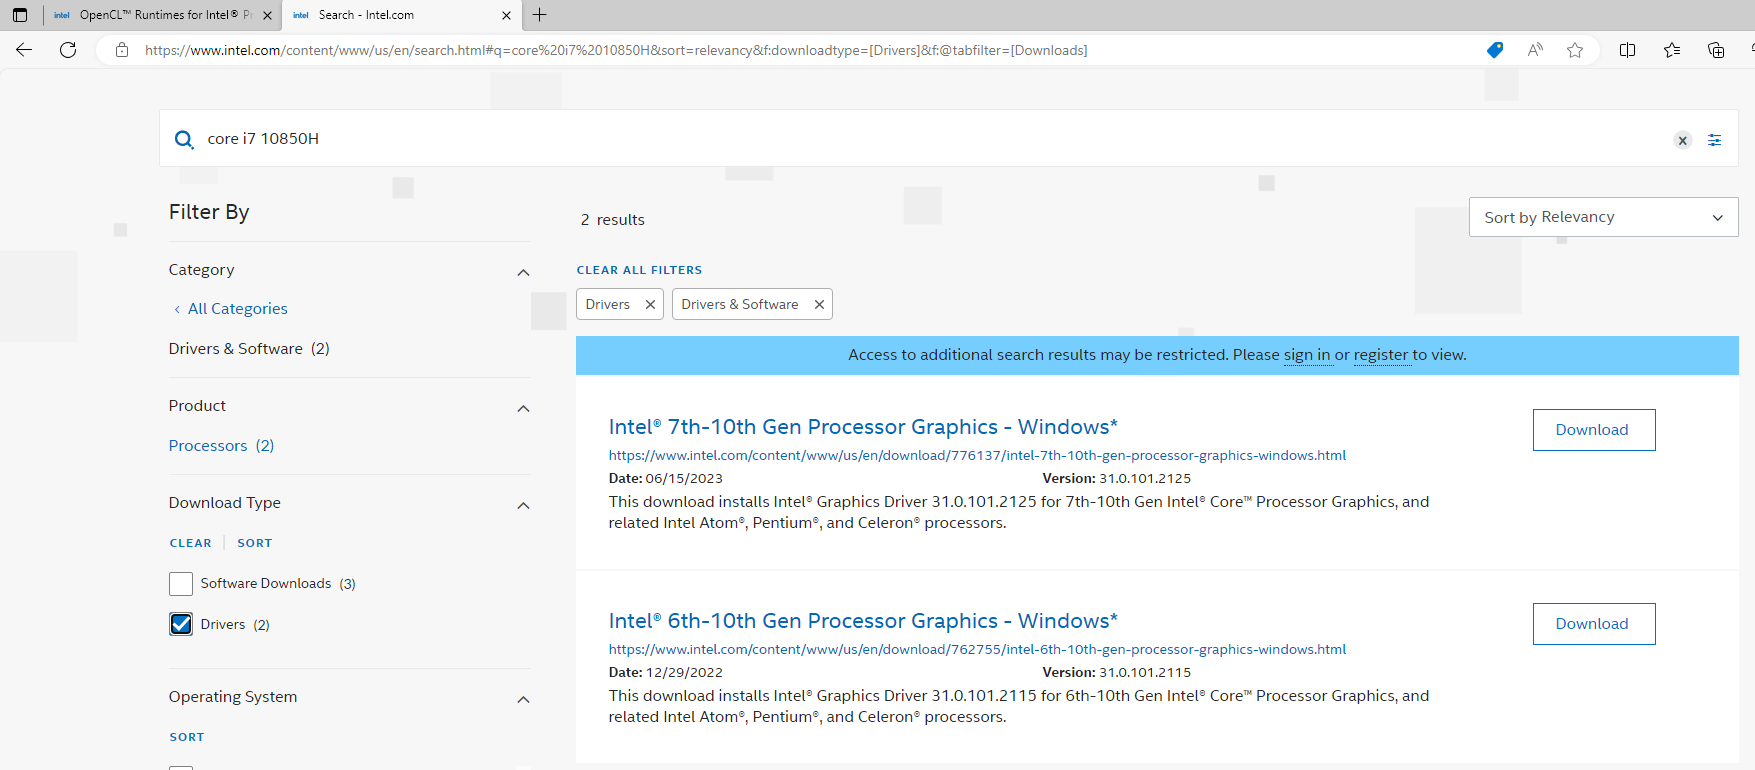 intel OpenCL™ Runtimes for Intel® P
intel Search - Intel.com
https://www.intel.com/content/www/us/en/search.html#q=core%20i7%2010850H&sort=relevancy&f:downloadtype=[Drivers]&f:@tabfilter=[Downloads]
core i7 10850H
Filter By
2 results
Sort by Relevancy
Category
CLEAR ALL FILTERS
All Categories
Drivers
Drivers & Software
Drivers & Software (2)
Access to additional search results may be restricted. Please sign in or register to view.
Product
Processors (2)
Intel® 7th-10th Gen Processor Graphics - Windows*
Download
https://www.intel.com/content/www/us/en/download/776137/intel-7th-10th-gen-processor-graphics-windows.html
Date: 06/15/2023 Version: 31.0.101.2125
This download installs Intel® Graphics Driver 31.0.101.2125 for 7th-10th Gen Intel® Core™ Processor Graphics, and
related Intel Atom®, Pentium®, and Celeron® processors.
Download Type
CLEAR SORT
Software Downloads (3)
Drivers (2)
Intel® 6th-10th Gen Processor Graphics - Windows*
Download
https://www.intel.com/content/www/us/en/download/762755/intel-6th-10th-gen-processor-graphics-windows.html
Date: 12/29/2022 Version: 31.0.101.2115
This download installs Intel® Graphics Driver 31.0.101.2115 for 6th-10th Gen Intel® Core™ Processor Graphics, and
related Intel Atom®, Pentium®, and Celeron® processors.
Operating System
SORT